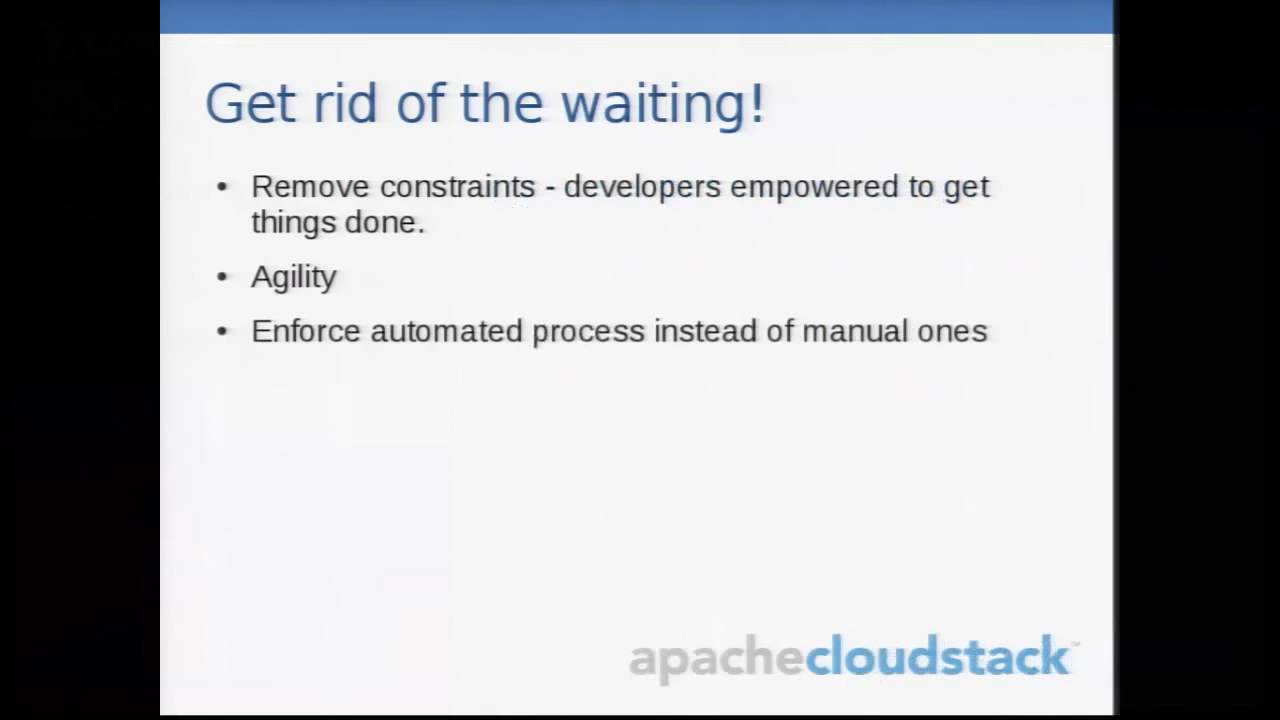 Get rid of the waiting!
• Remove constraints - developers empowered to get
things done.
• Agility
• Enforce automated process instead of manual ones
apachecloudstack™